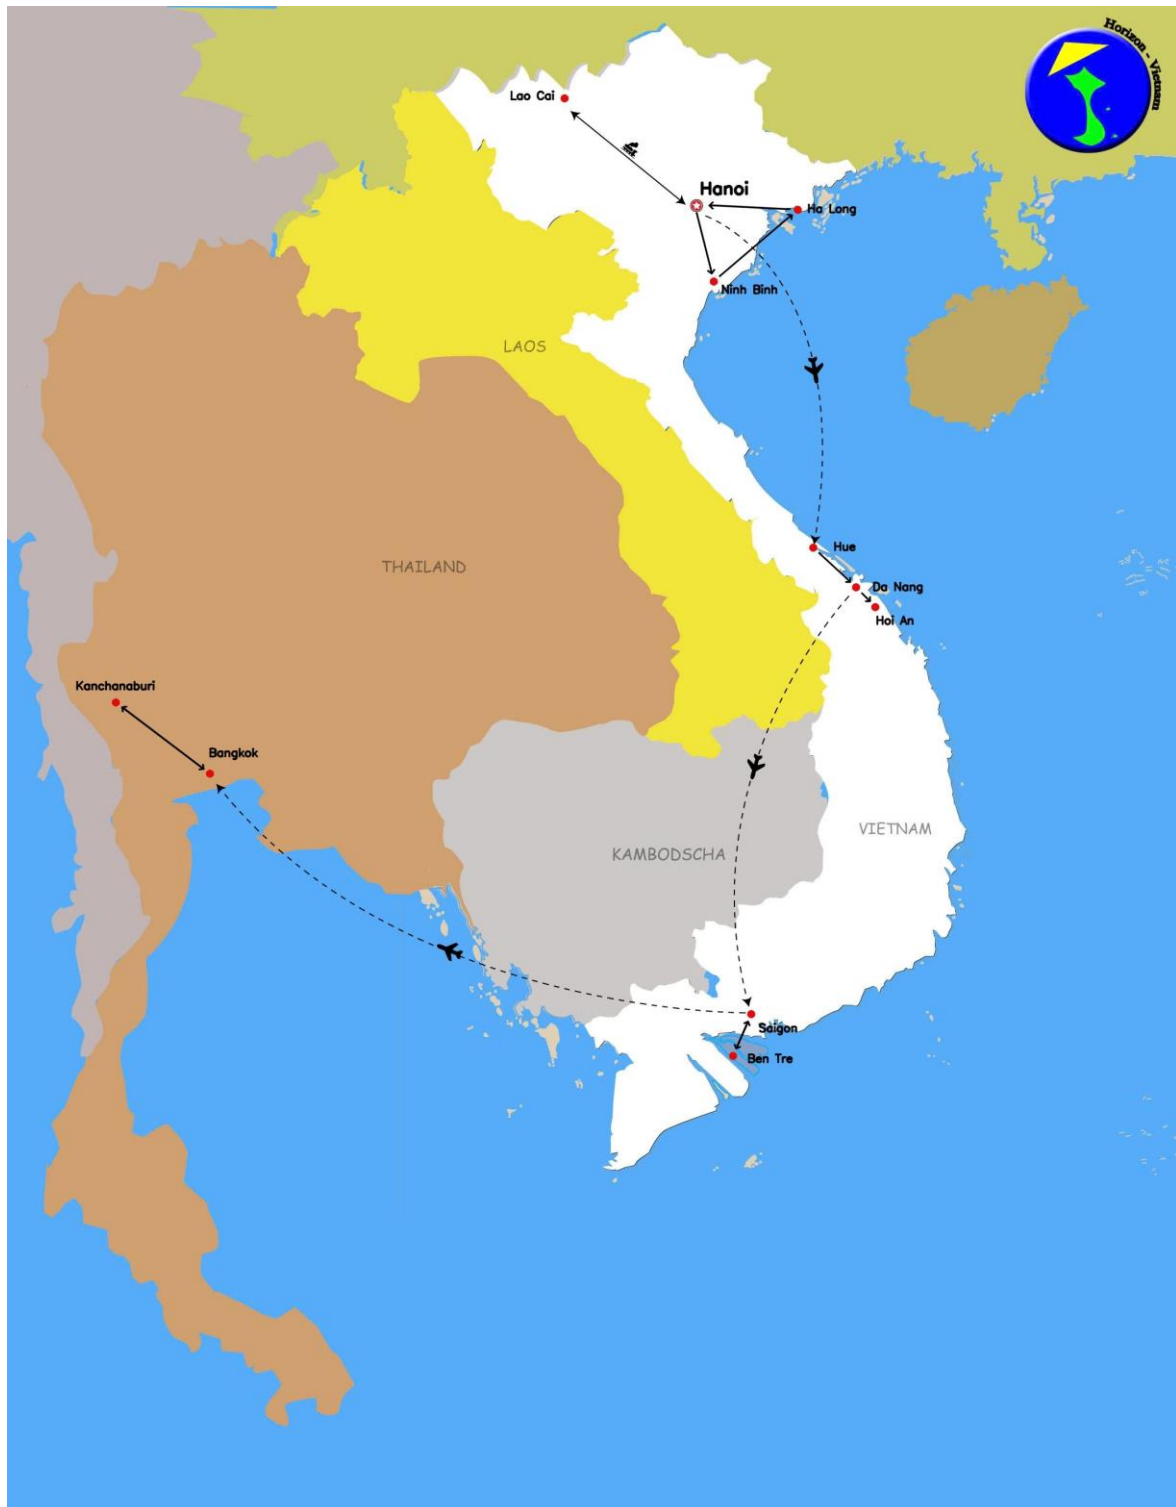 Horizon - Vietnam
Lao Cai
Hanoi
Ha Long
Ninh Binh
LAOS
Hue
THAILAND
Da Nang
Hoi An
Kanchanaburi
Bangkok
VIETNAM
KAMBODSCHA
Saigon
Ben Tre